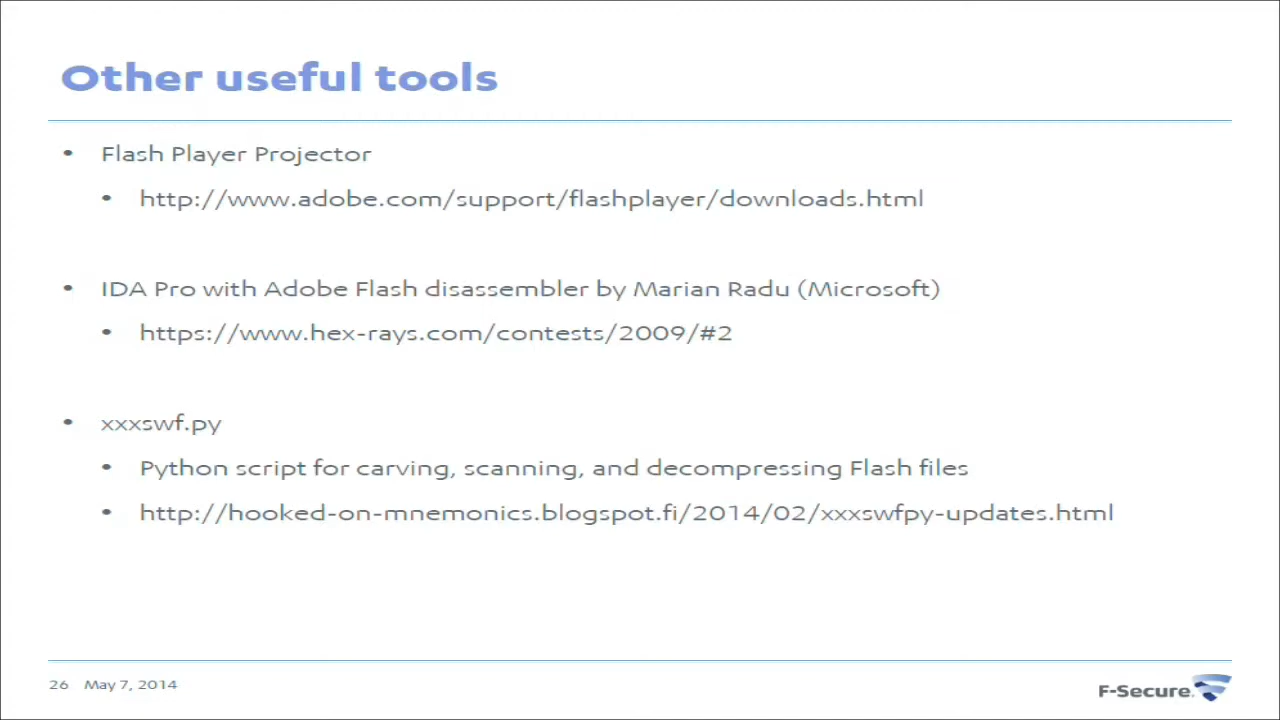 Other useful tools
• Flash Player Projector
• http://www.adobe.com/support/flashplayer/downloads.html
• IDA Pro with Adobe Flash disassembler by Marian Radu (Microsoft)
• https://www.hex-rays.com/contests/2009/#2
• xxxswf.py
• Python script for carving, scanning, and decompressing Flash files
• http://hooked-on-mnemonics.blogspot.fi/2014/02/xxxswfpy-updates.html
26 May 7, 2014
F-Secure.